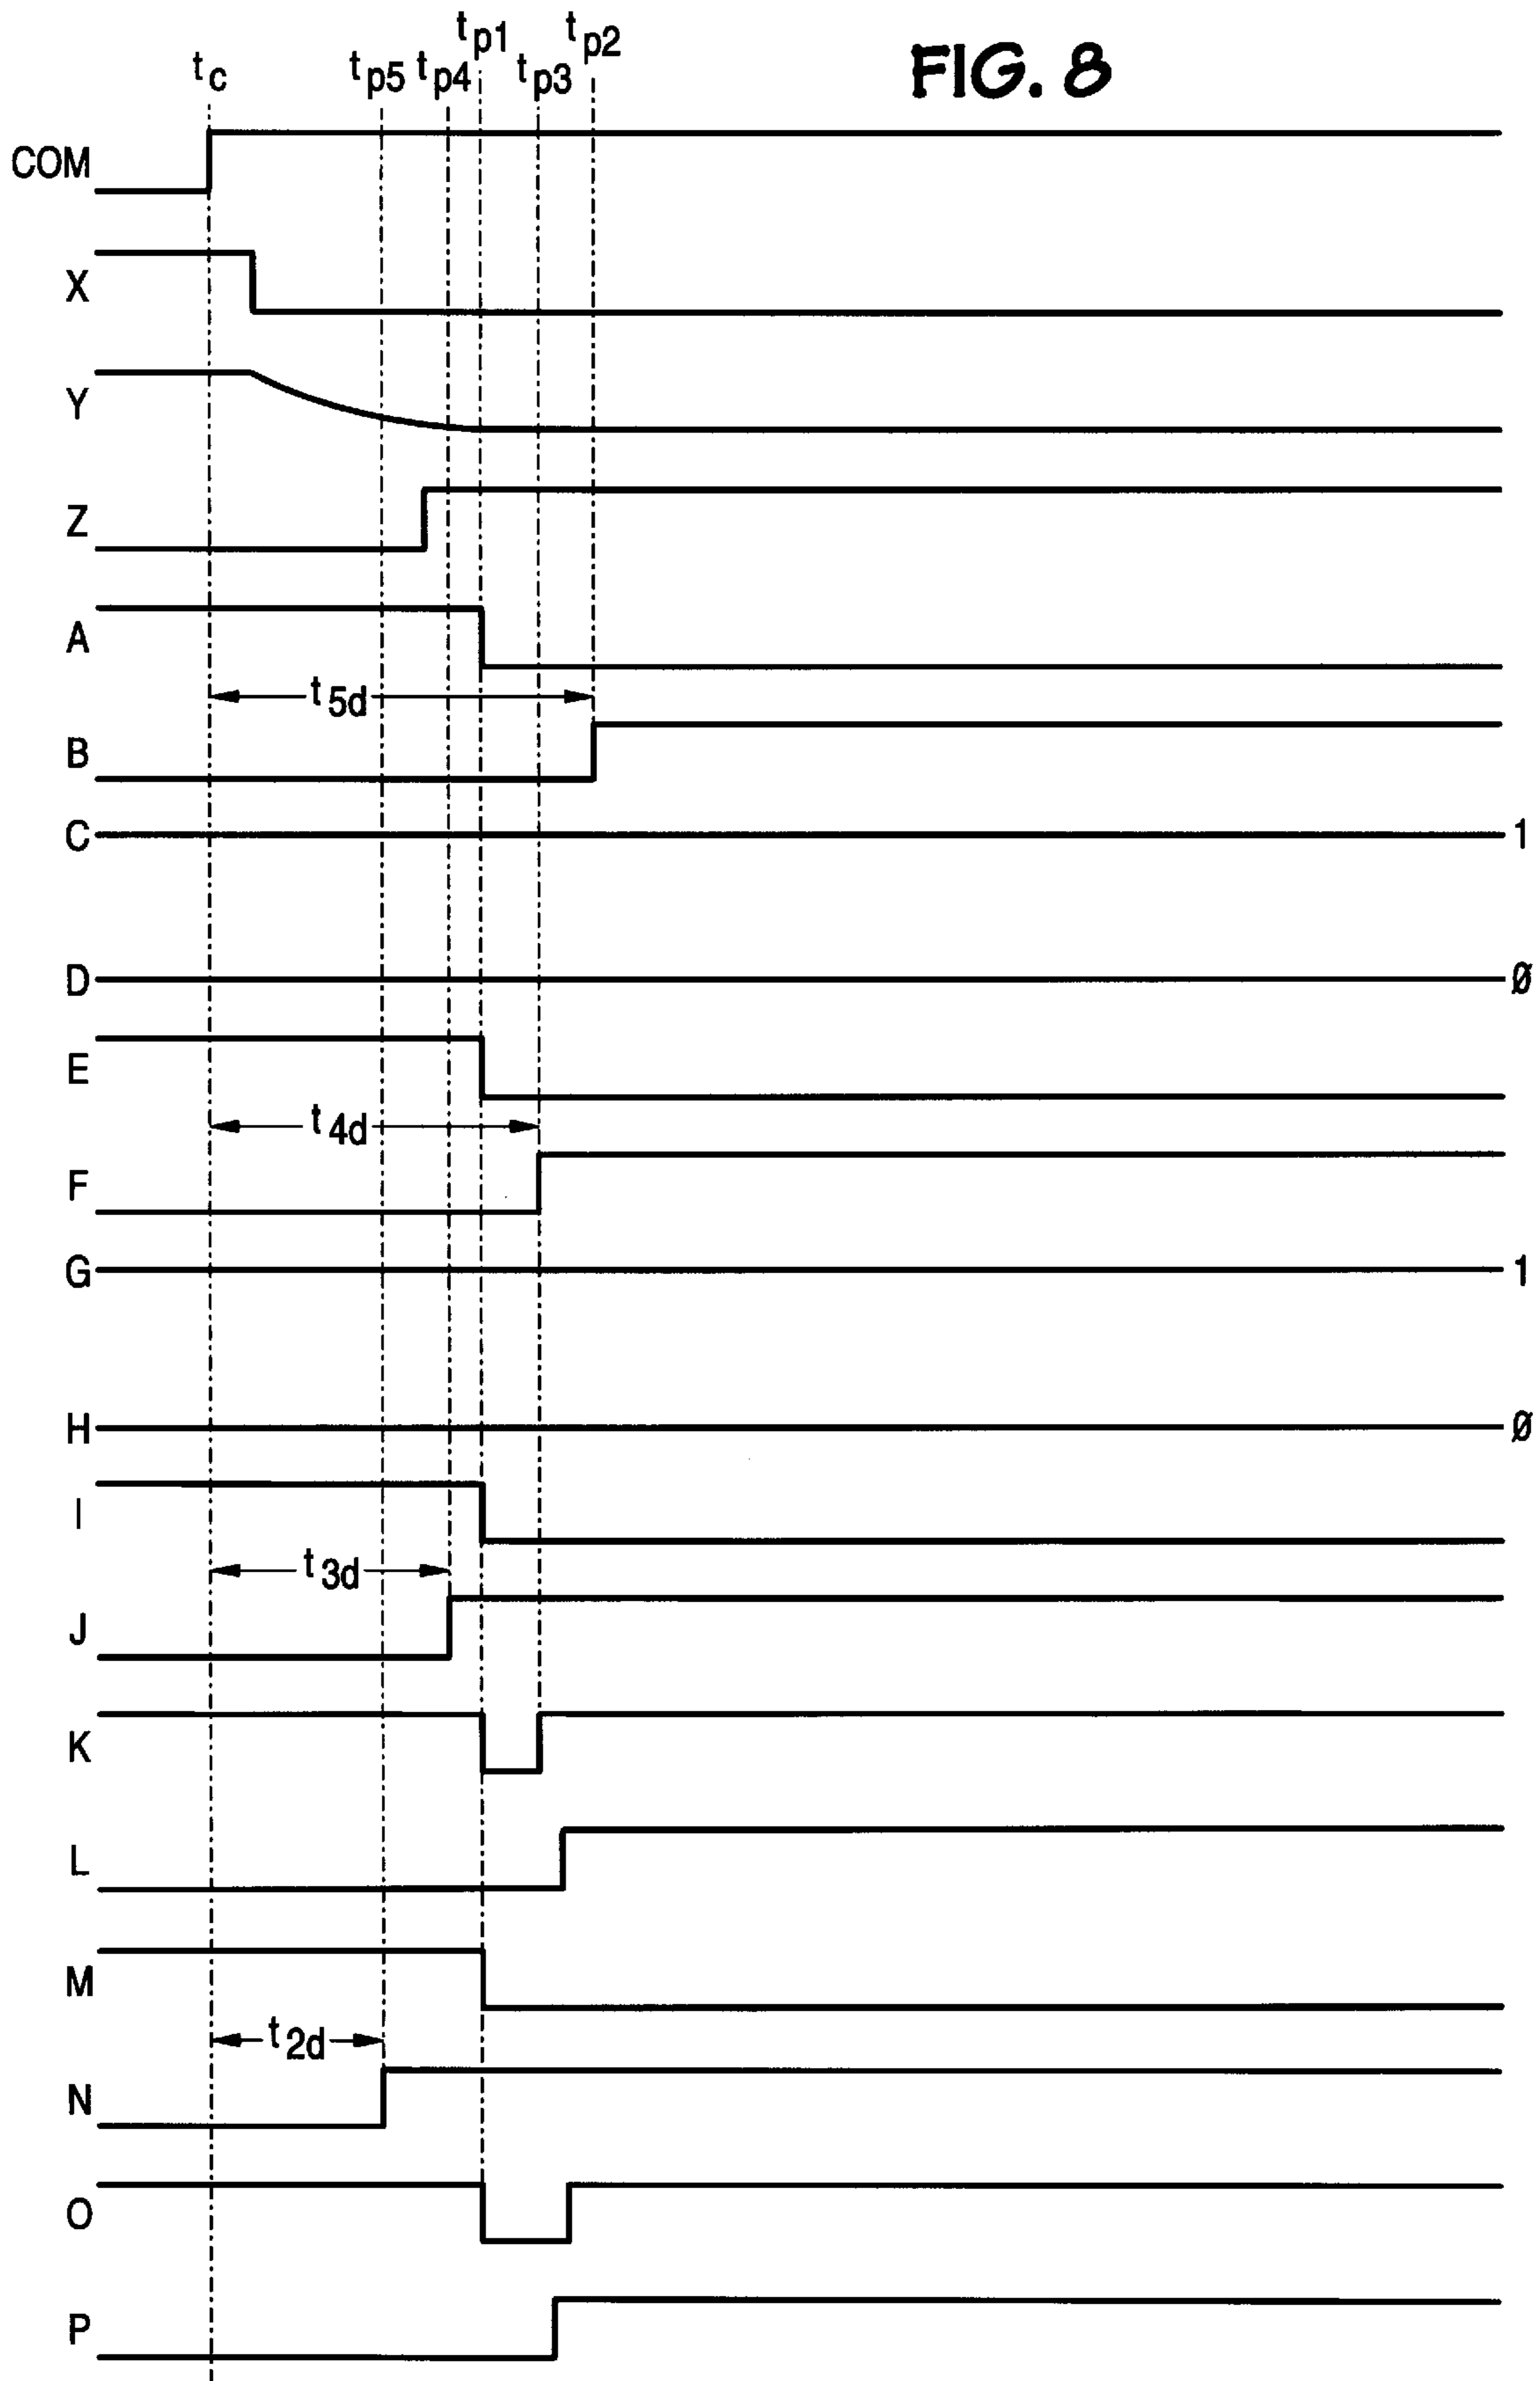 FIG. 8
tc tp5 tp4 tp1 tp3 tp2
COM
X
Y
Z
A
t5d
B
C 1
D Ø
E
t4d
F
G 1
H Ø
I
t3d
J
K
L
M
t2d
N
O
P